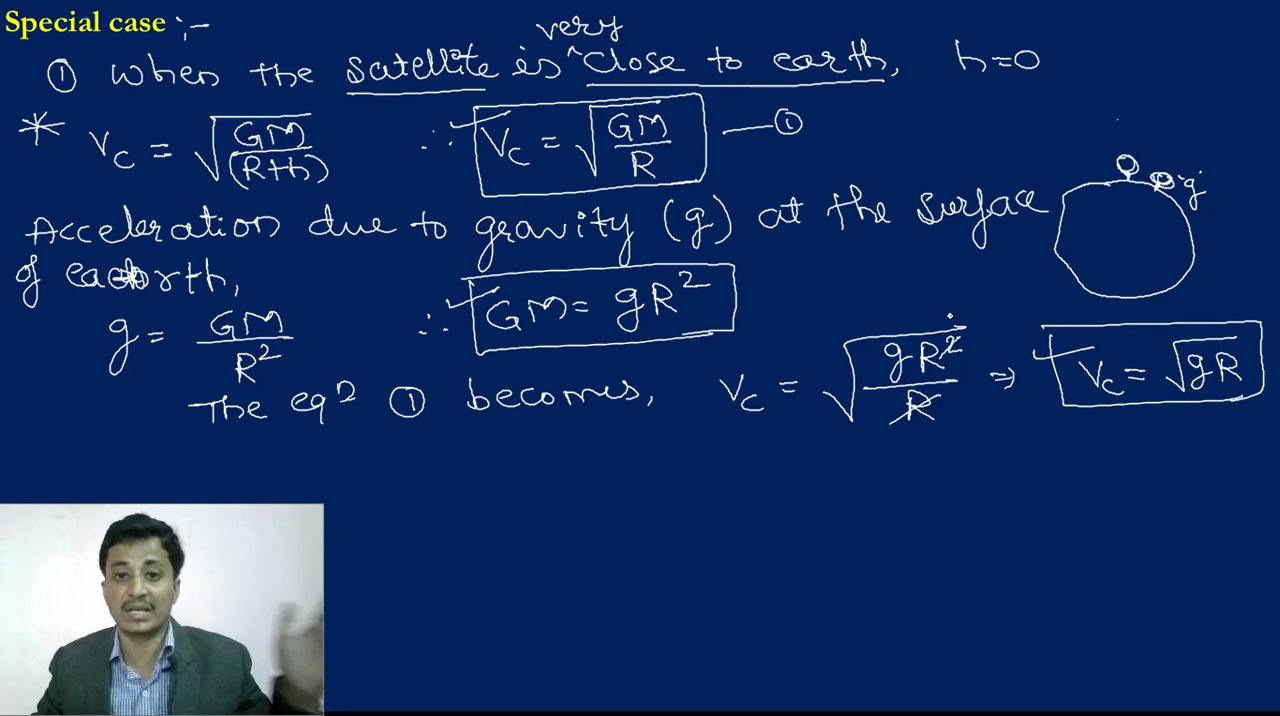 Special case :-
very
① When the satellite is ^close to earth, h=0
* Vc = √(GM/(R+h)) ∴ Vc = √(GM/R) — ①
Acceleration due to gravity (g) at the surface 'g'
of earth,
g = GM/R² ∴ GM = gR²
The eqn ① becomes, Vc = √(gR²/R) ⇒ Vc = √gR